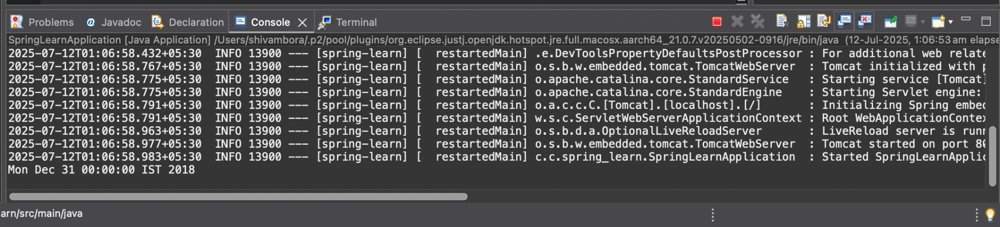 Problems @ Javadoc Declaration Console Terminal
SpringLearnApplication [Java Application] /Users/shivambora/.p2/pool/plugins/org.eclipse.justj.openjdk.hotspot.jre.full.macosx.aarch64_21.0.7.v20250502-0916/jre/bin/java (12-Jul-2025, 1:06:53 am elapse
2025-07-12T01:06:58.432+05:30  INFO 13900 --- [spring-learn] [  restartedMain] .e.DevToolsPropertyDefaultsPostProcessor : For additional web relate
2025-07-12T01:06:58.767+05:30  INFO 13900 --- [spring-learn] [  restartedMain] o.s.b.w.embedded.tomcat.TomcatWebServer  : Tomcat initialized with p
2025-07-12T01:06:58.775+05:30  INFO 13900 --- [spring-learn] [  restartedMain] o.apache.catalina.core.StandardService   : Starting service [Tomcat]
2025-07-12T01:06:58.775+05:30  INFO 13900 --- [spring-learn] [  restartedMain] o.apache.catalina.core.StandardEngine    : Starting Servlet engine:
2025-07-12T01:06:58.791+05:30  INFO 13900 --- [spring-learn] [  restartedMain] o.a.c.c.C.[Tomcat].[localhost].[/]       : Initializing Spring embed
2025-07-12T01:06:58.791+05:30  INFO 13900 --- [spring-learn] [  restartedMain] w.s.c.ServletWebServerApplicationContext : Root WebApplicationContex
2025-07-12T01:06:58.963+05:30  INFO 13900 --- [spring-learn] [  restartedMain] o.s.b.d.a.OptionalLiveReloadServer       : LiveReload server is runn
2025-07-12T01:06:58.977+05:30  INFO 13900 --- [spring-learn] [  restartedMain] o.s.b.w.embedded.tomcat.TomcatWebServer  : Tomcat started on port 80
2025-07-12T01:06:58.983+05:30  INFO 13900 --- [spring-learn] [  restartedMain] c.c.spring_learn.SpringLearnApplication  : Started SpringLearnApplic
Mon Dec 31 00:00:00 IST 2018
arn/src/main/java